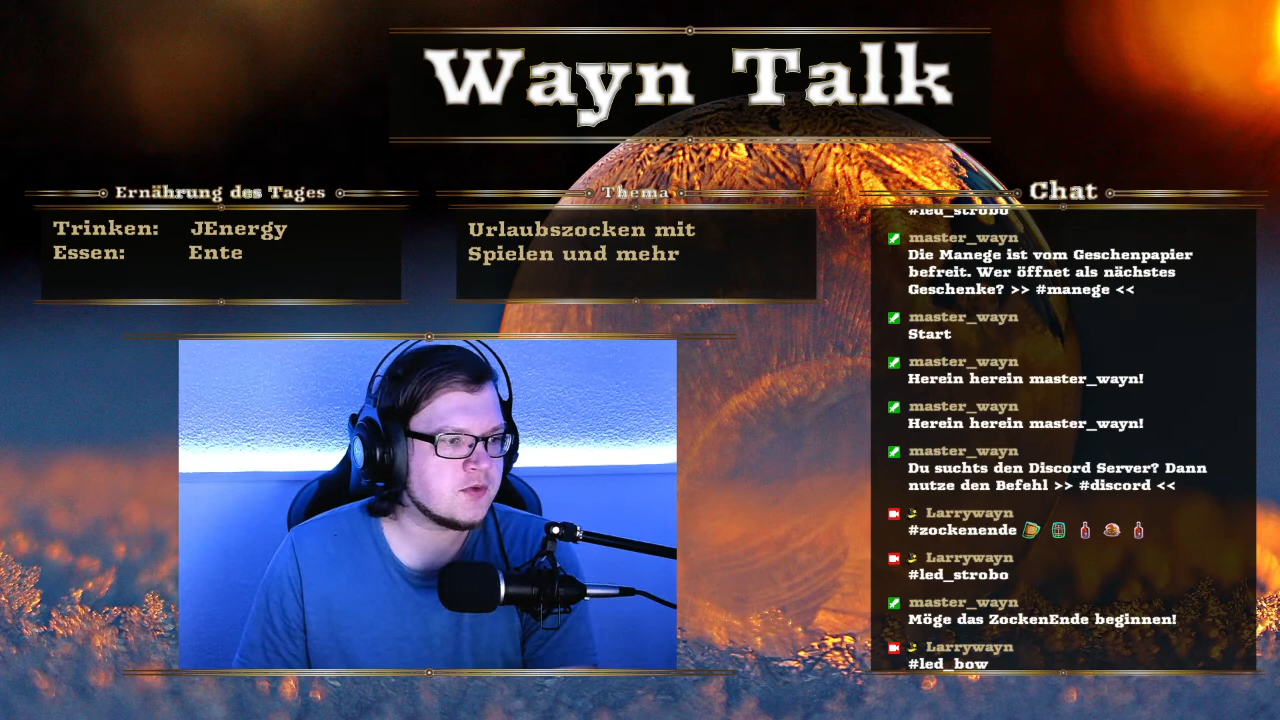 Wayn Talk
Ernährung des Tages
Trinken: JEnergy
Essen: Ente
Thema
Urlaubszocken mit
Spielen und mehr
Chat
#led_strobo
master_wayn
Die Manege ist vom Geschenpapier
befreit. Wer öffnet als nächstes
Geschenke? >> #manege <<
master_wayn
Start
master_wayn
Herein herein master_wayn!
master_wayn
Herein herein master_wayn!
master_wayn
Du suchts den Discord Server? Dann
nutze den Befehl >> #discord <<
Larrywayn
#zockenende
Larrywayn
#led_strobo
master_wayn
Möge das ZockenEnde beginnen!
Larrywayn
#led_bow